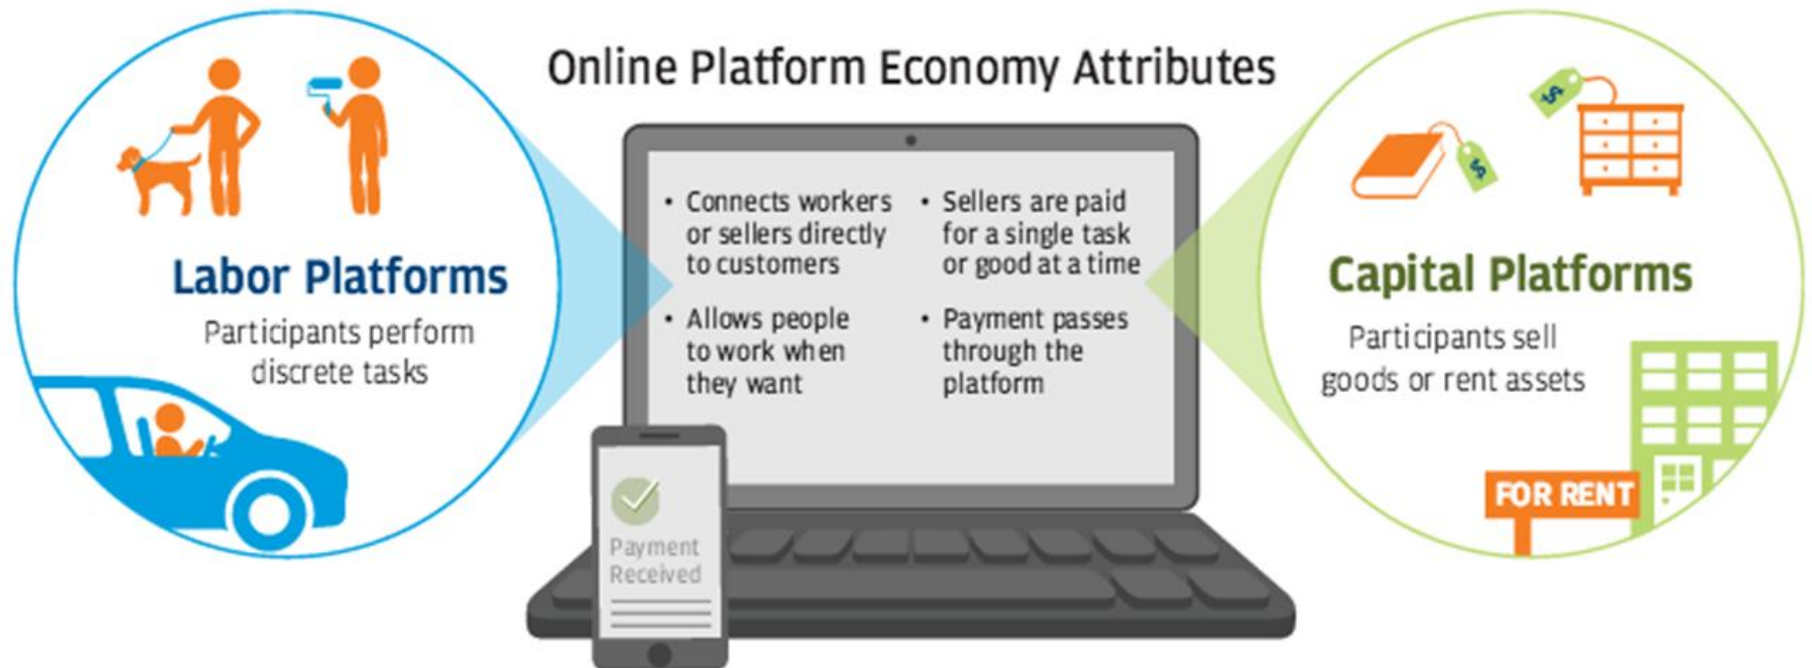 Online Platform Economy Attributes
Labor Platforms
Participants perform
discrete tasks
• Connects workers
or sellers directly
to customers
• Allows people
to work when
they want
• Sellers are paid
for a single task
or good at a time
• Payment passes
through the
platform
Payment
Received
$
$
Capital Platforms
Participants sell
goods or rent assets
FOR RENT